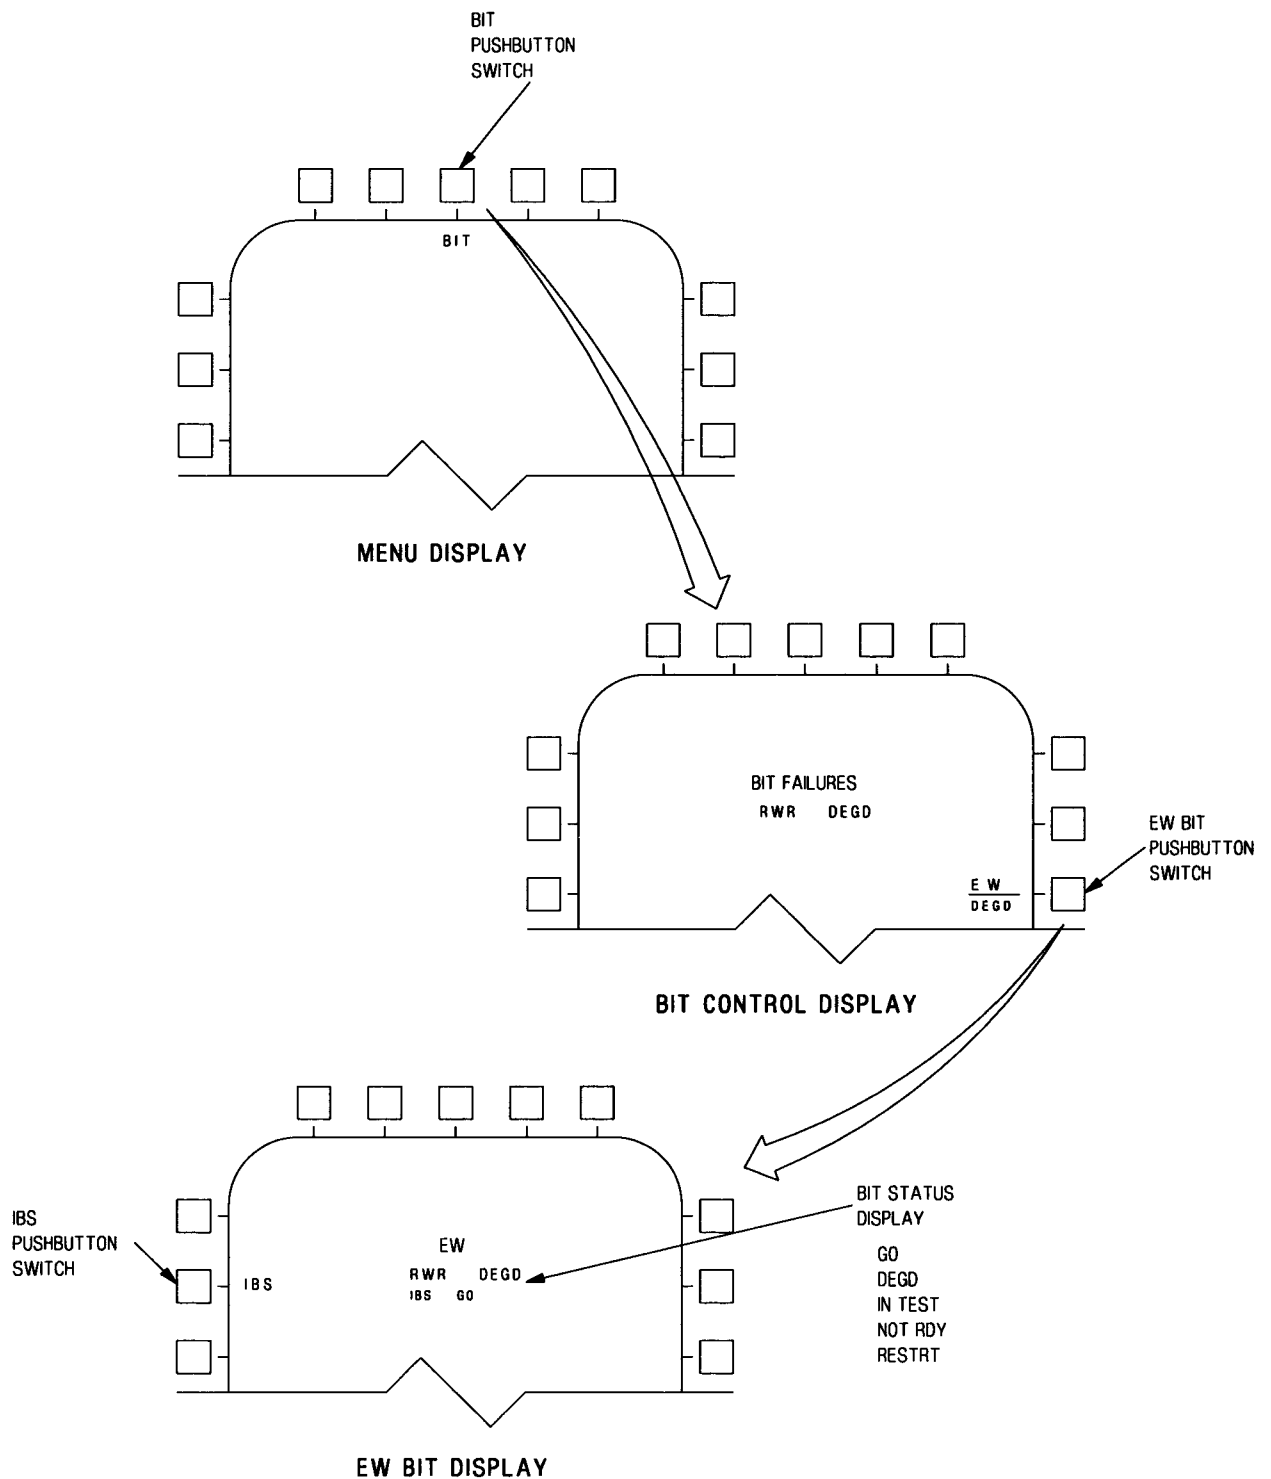 BIT
PUSHBUTTON
SWITCH
BIT
MENU DISPLAY
BIT FAILURES
RWR DEGD
EW BIT
PUSHBUTTON
SWITCH
E W
DEGD
BIT CONTROL DISPLAY
BIT STATUS
DISPLAY
GO
DEGD
IN TEST
NOT RDY
RESTRT
IBS
PUSHBUTTON
SWITCH
IBS
EW
RWR DEGD
IBS GO
EW BIT DISPLAY